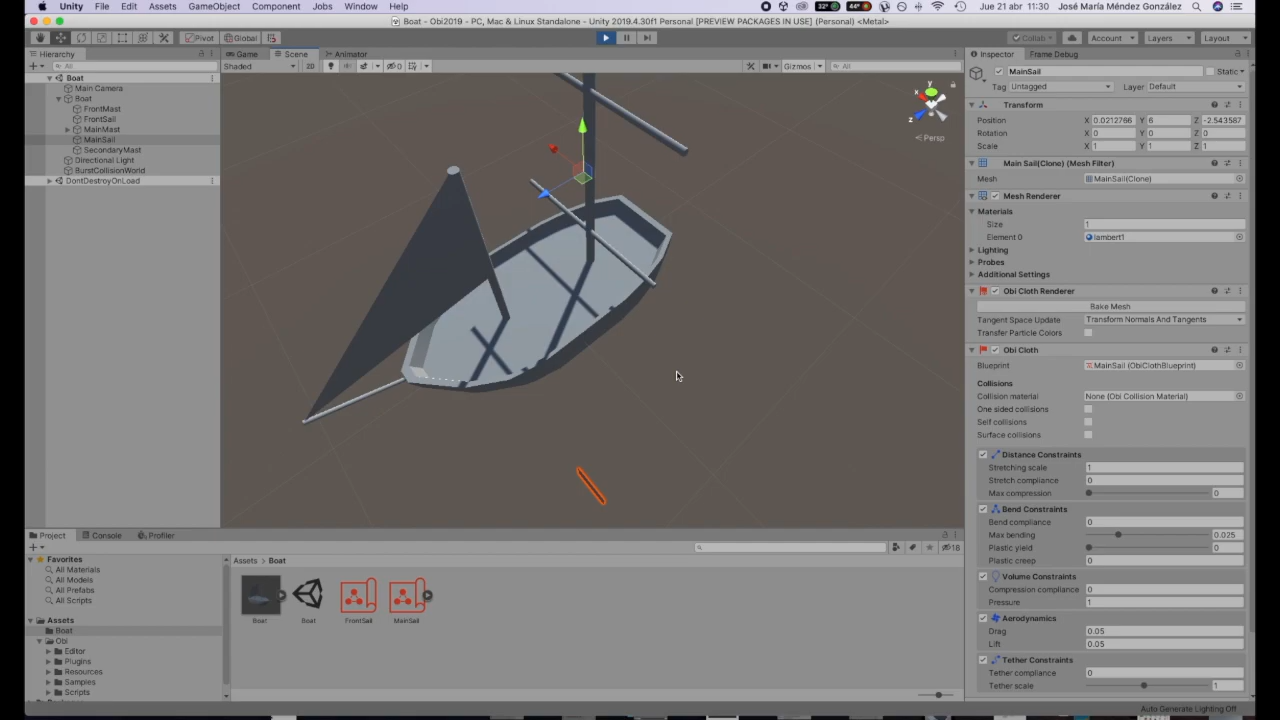 Unity File Edit Assets GameObject Component Jobs Window Help 32° 44° Jue 21 abr 11:30 José María Méndez González
Boat - Obi2019 - PC, Mac & Linux Standalone - Unity 2019.4.30f1 Personal [PREVIEW PACKAGES IN USE] (Personal) <Metal>
Pivot Global Collab Account Layers Layout
Hierarchy Game Scene Animator Inspector Frame Debug
All Shaded 2D 0 Gizmos All MainSail Static
Boat
Main Camera
Boat
FrontMast
FrontSail
MainMast
MainSail
SecondaryMast
Directional Light
BurstCollisionWorld
DontDestroyOnLoad
x y z
Persp
Tag Untagged Layer Default
Transform
Position X 0.0212766 Y 6 Z -2.543587
Rotation X 0 Y 0 Z 0
Scale X 1 Y 1 Z 1
Main Sail(Clone) (Mesh Filter)
Mesh MainSail(Clone)
Mesh Renderer
Materials
Size 1
Element 0 lambert1
Lighting
Probes
Additional Settings
Obi Cloth Renderer
Bake Mesh
Tangent Space Update Transform Normals And Tangents
Transfer Particle Colors
Obi Cloth
Blueprint MainSail (ObiClothBlueprint)
Collisions
Collision material None (Obi Collision Material)
One sided collisions
Self collisions
Surface collisions
Distance Constraints
Stretching scale 1
Stretch compliance 0
Max compression 0
Bend Constraints
Bend compliance 0
Max bending 0.025
Plastic yield 0
Plastic creep 0
Volume Constraints
Compression compliance 0
Pressure 1
Aerodynamics
Drag 0.05
Lift 0.05
Tether Constraints
Tether compliance 0
Tether scale 1
Project Console Profiler
18
Favorites
All Materials
All Models
All Prefabs
All Scripts
Assets
Boat
Obi
Editor
Plugins
Resources
Samples
Scripts
Assets > Boat
Boat Boat FrontSail MainSail
Auto Generate Lighting Off